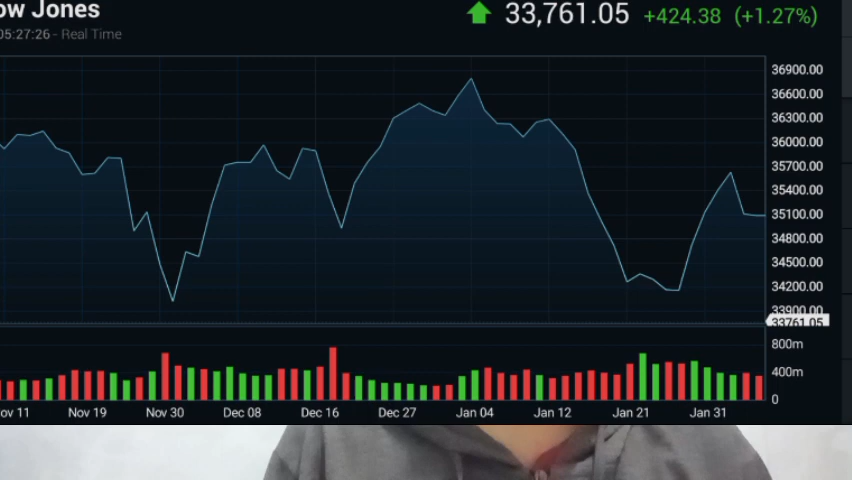 ow Jones
33,761.05 +424.38 (+1.27%)
05:27:26 - Real Time
36900.00
36600.00
36300.00
36000.00
35700.00
35400.00
35100.00
34800.00
34500.00
34200.00
33900.00
33761.05
800m
400m
0
ov 11 Nov 19 Nov 30 Dec 08 Dec 16 Dec 27 Jan 04 Jan 12 Jan 21 Jan 31